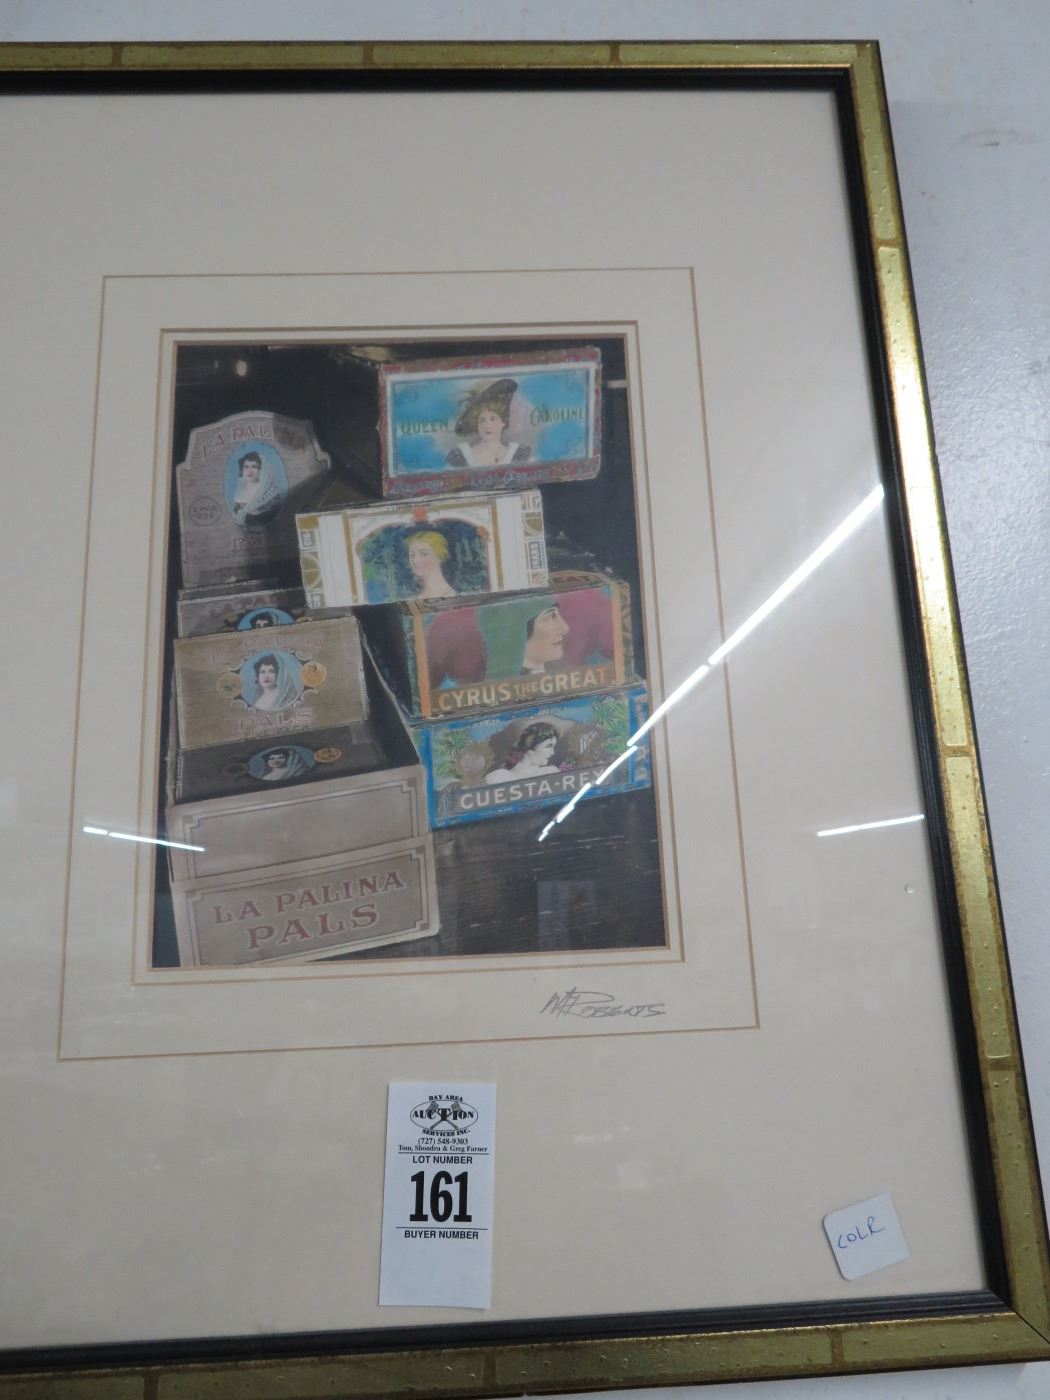 QUEEN CAROLINE
LA PALINA
PALS
CYRUS THE GREAT
CUESTA-REY
LA PALINA
PALS
BAY AREA
AUCTION
SERVICES INC.
(727) 548-9303
Tom, Shondra & Greg Farner
LOT NUMBER
161
BUYER NUMBER
COLR